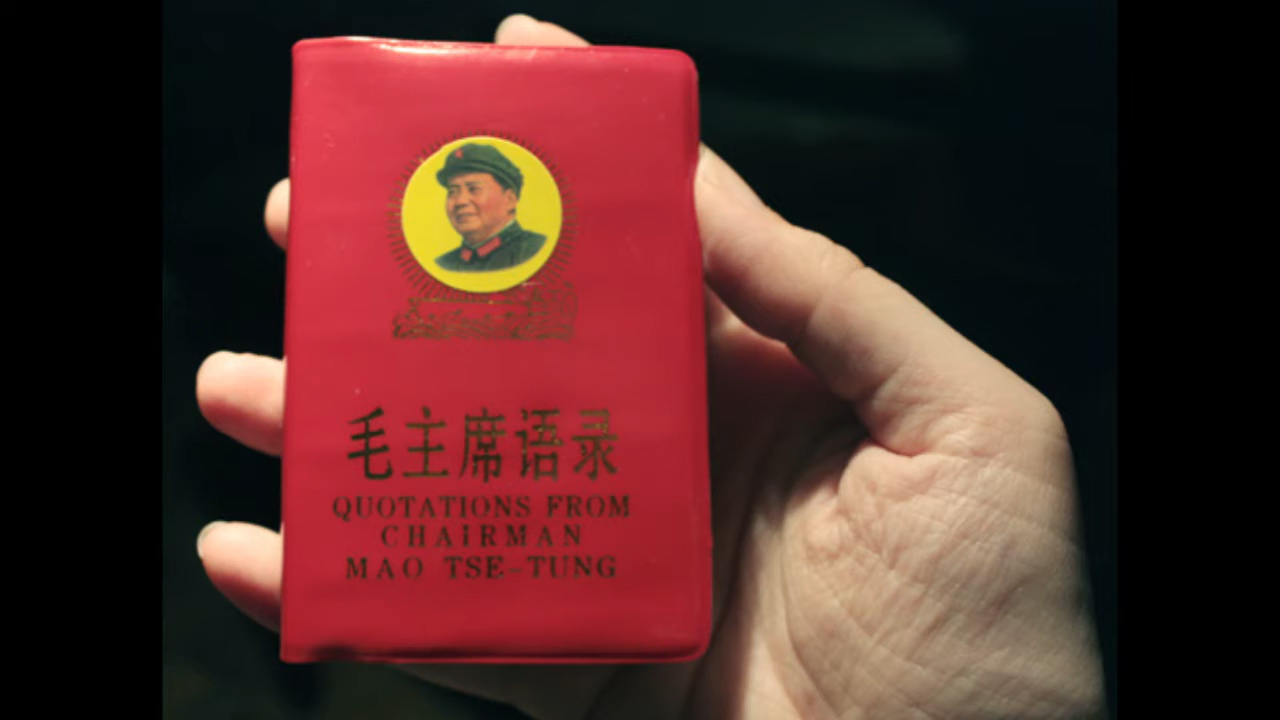 毛主席语录
QUOTATIONS FROM
CHAIRMAN
MAO TSE-TUNG